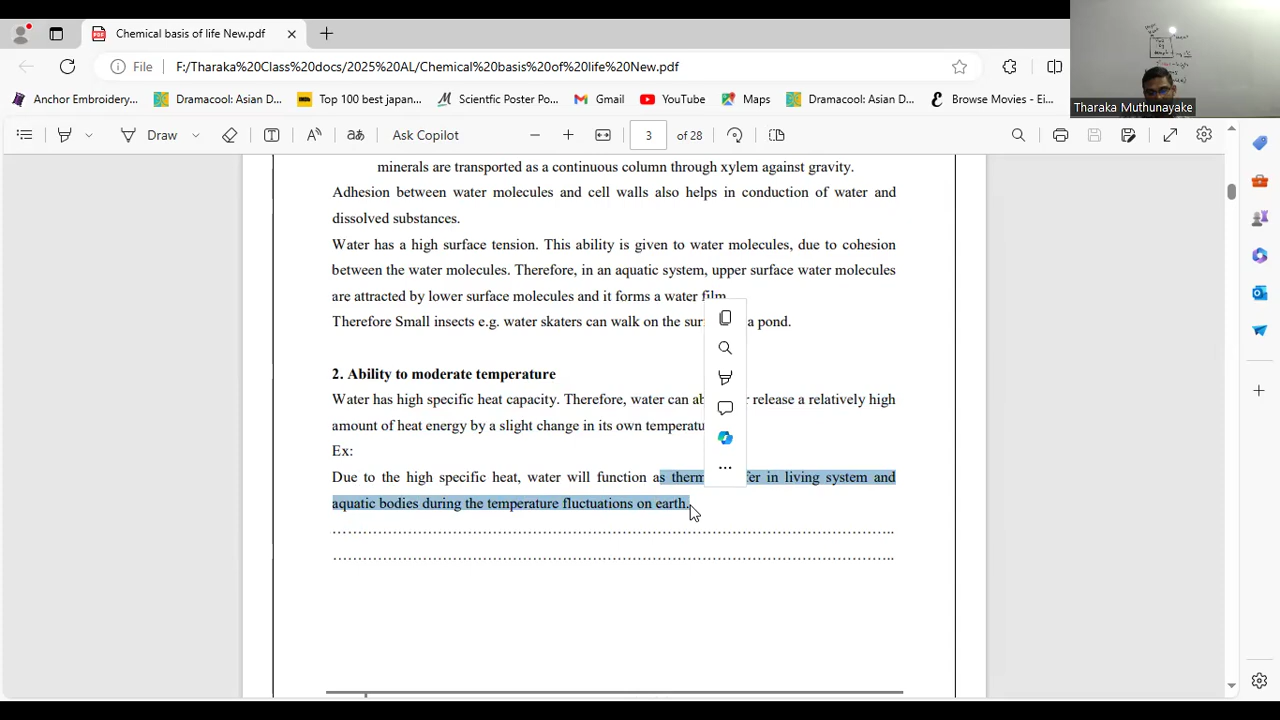 Chemical basis of life New.pdf
File F:/Tharaka%20Class%20docs/2025%20AL/Chemical%20basis%20of%20life%20New.pdf
Anchor Embroidery... Dramacool: Asian D... Top 100 best japan... Scienctfic Poster Po... Gmail YouTube Maps Dramacool: Asian D... Browse Movies - Ei...
Draw Ask Copilot 3 of 28
Tharaka Muthunayake
minerals are transported as a continuous column through xylem against gravity.
Adhesion between water molecules and cell walls also helps in conduction of water and
dissolved substances.
Water has a high surface tension. This ability is given to water molecules, due to cohesion
between the water molecules. Therefore, in an aquatic system, upper surface water molecules
are attracted by lower surface molecules and it forms a water film
Therefore Small insects e.g. water skaters can walk on the sur a pond.
2. Ability to moderate temperature
Water has high specific heat capacity. Therefore, water can ab r release a relatively high
amount of heat energy by a slight change in its own temperatu
Ex:
Due to the high specific heat, water will function as therm fer in living system and
aquatic bodies during the temperature fluctuations on earth.